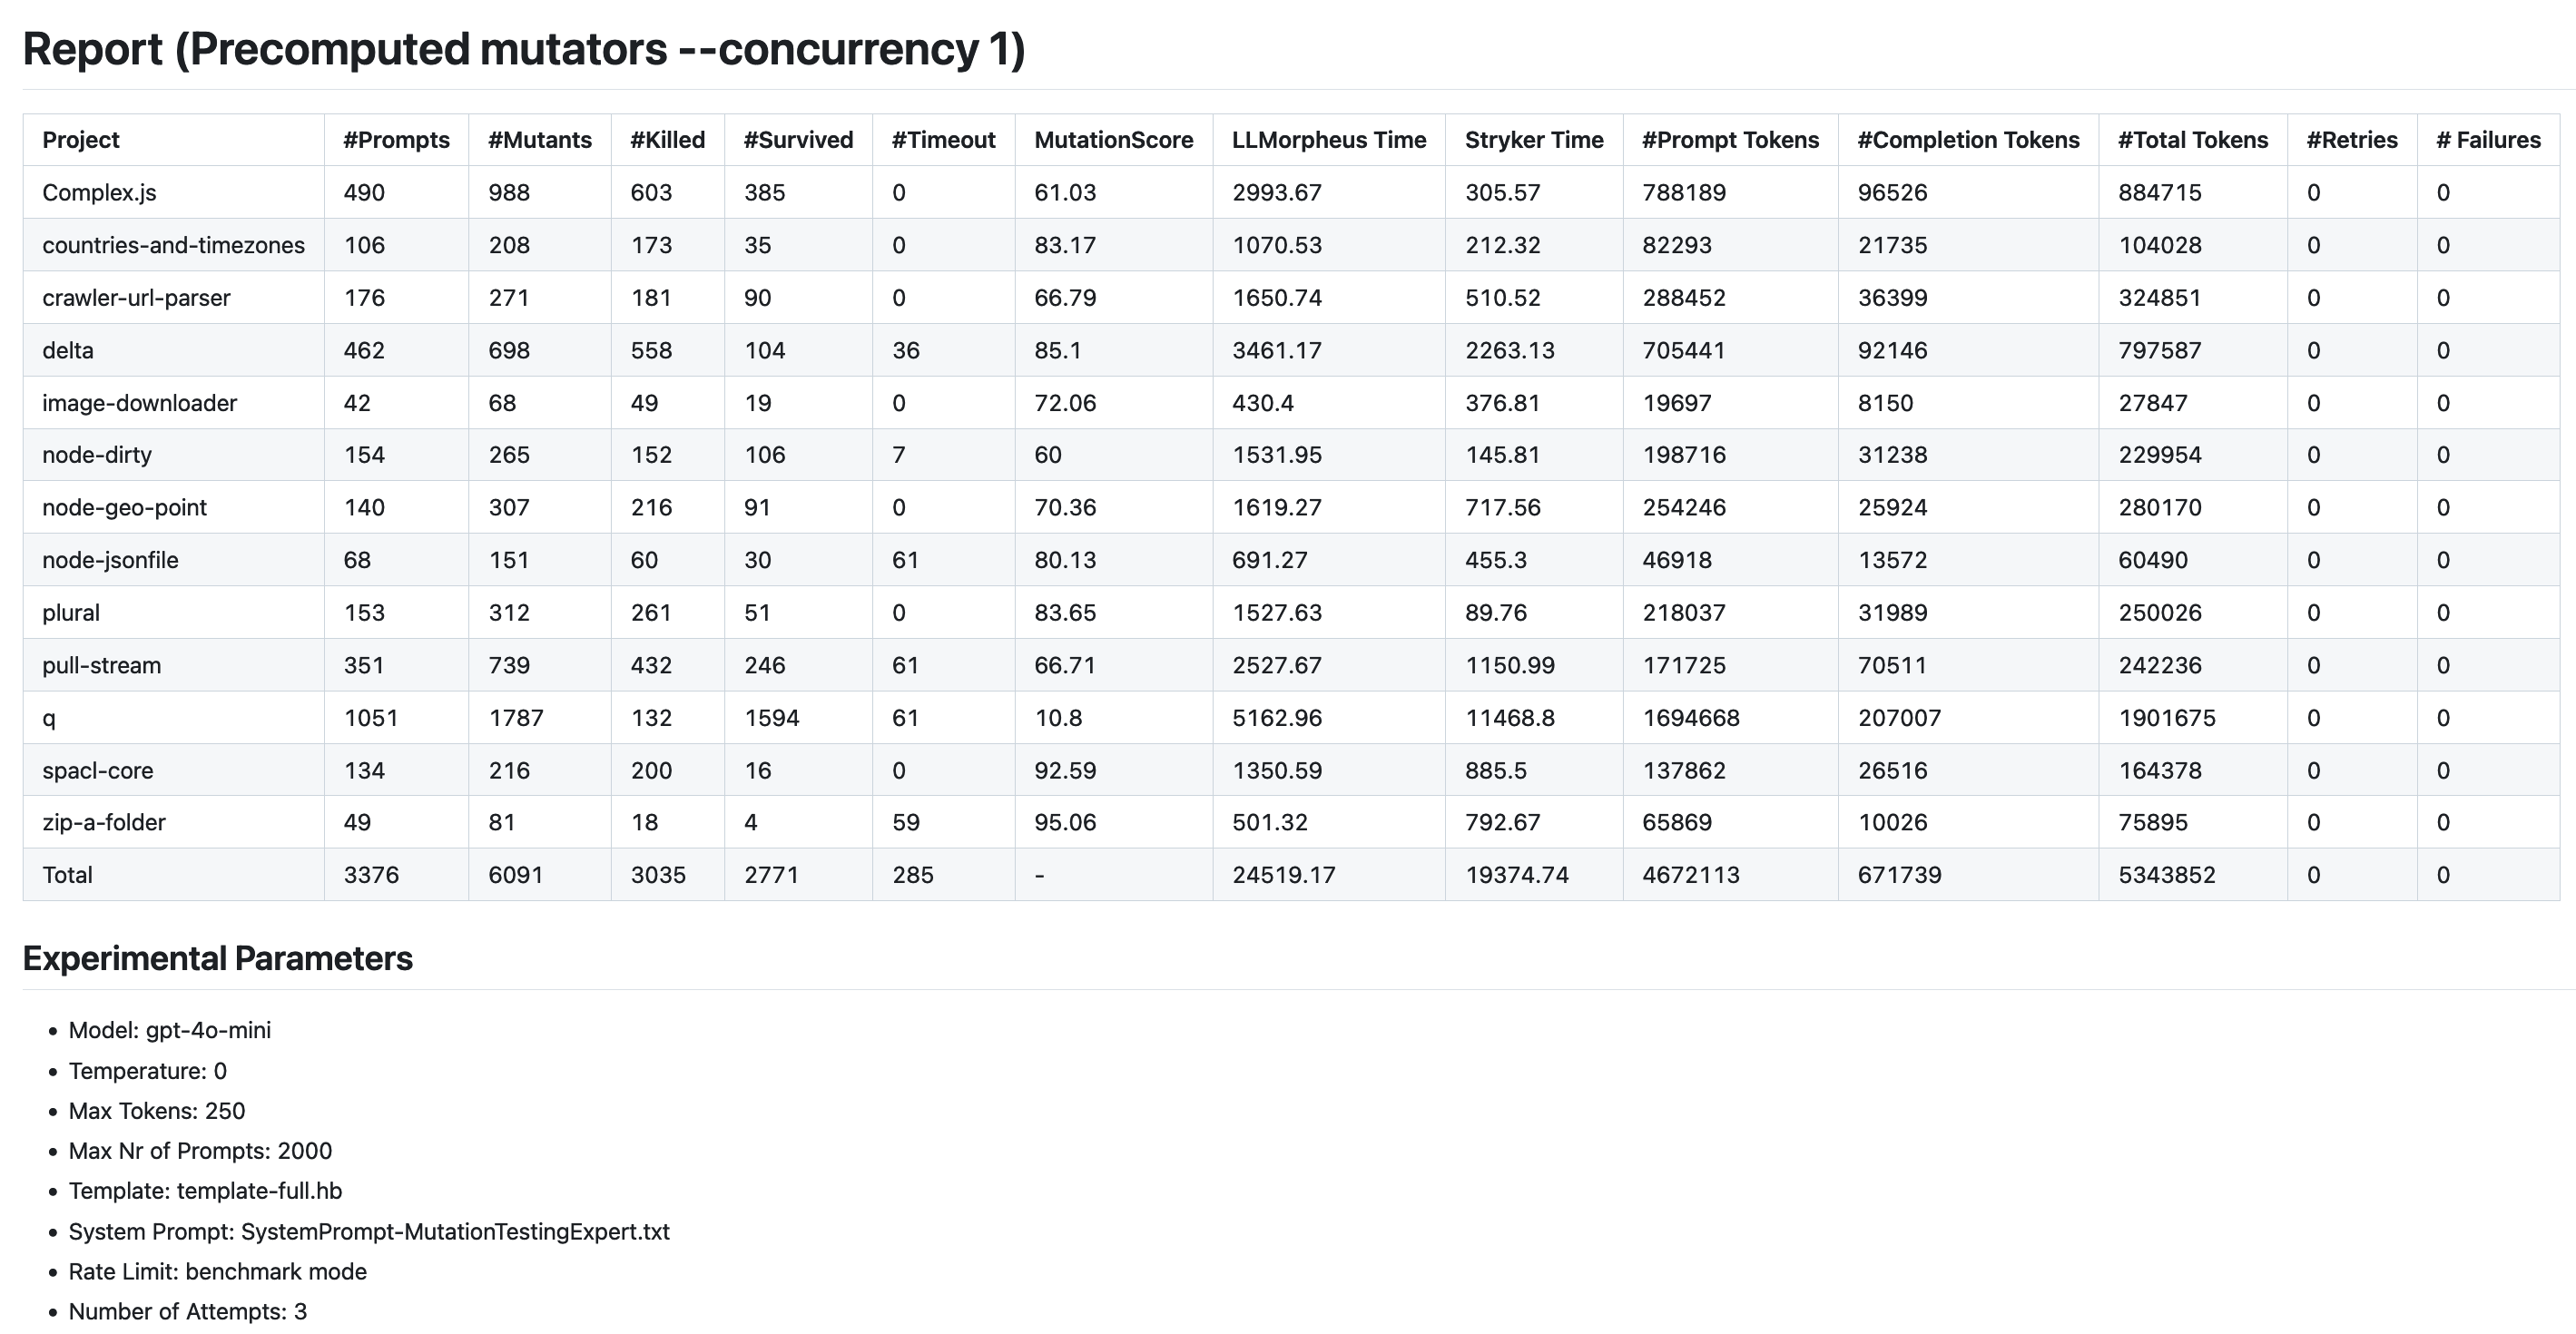 Report (Precomputed mutators --concurrency 1)
Project #Prompts #Mutants #Killed #Survived #Timeout MutationScore LLMorpheus Time Stryker Time #Prompt Tokens #Completion Tokens #Total Tokens #Retries # Failures
Complex.js 490 988 603 385 0 61.03 2993.67 305.57 788189 96526 884715 0 0
countries-and-timezones 106 208 173 35 0 83.17 1070.53 212.32 82293 21735 104028 0 0
crawler-url-parser 176 271 181 90 0 66.79 1650.74 510.52 288452 36399 324851 0 0
delta 462 698 558 104 36 85.1 3461.17 2263.13 705441 92146 797587 0 0
image-downloader 42 68 49 19 0 72.06 430.4 376.81 19697 8150 27847 0 0
node-dirty 154 265 152 106 7 60 1531.95 145.81 198716 31238 229954 0 0
node-geo-point 140 307 216 91 0 70.36 1619.27 717.56 254246 25924 280170 0 0
node-jsonfile 68 151 60 30 61 80.13 691.27 455.3 46918 13572 60490 0 0
plural 153 312 261 51 0 83.65 1527.63 89.76 218037 31989 250026 0 0
pull-stream 351 739 432 246 61 66.71 2527.67 1150.99 171725 70511 242236 0 0
q 1051 1787 132 1594 61 10.8 5162.96 11468.8 1694668 207007 1901675 0 0
spacl-core 134 216 200 16 0 92.59 1350.59 885.5 137862 26516 164378 0 0
zip-a-folder 49 81 18 4 59 95.06 501.32 792.67 65869 10026 75895 0 0
Total 3376 6091 3035 2771 285 - 24519.17 19374.74 4672113 671739 5343852 0 0
Experimental Parameters
• Model: gpt-4o-mini
• Temperature: 0
• Max Tokens: 250
• Max Nr of Prompts: 2000
• Template: template-full.hb
• System Prompt: SystemPrompt-MutationTestingExpert.txt
• Rate Limit: benchmark mode
• Number of Attempts: 3